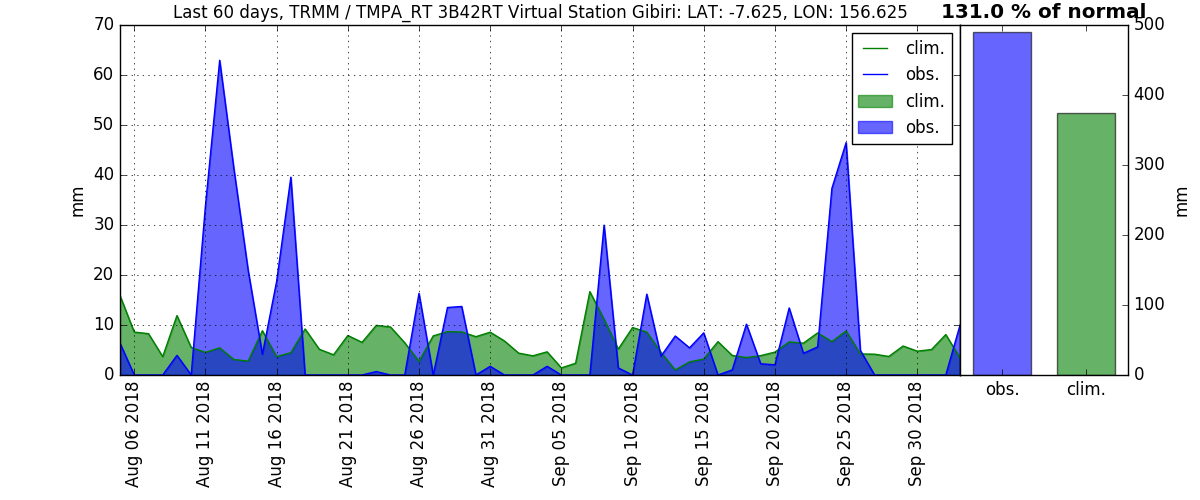 Last 60 days, TRMM / TMPA_RT 3B42RT Virtual Station Gibiri: LAT: -7.625, LON: 156.625
131.0 % of normal
70
60
50
40
30
20
10
0
mm
clim.
obs.
clim.
obs.
Aug 06 2018
Aug 11 2018
Aug 16 2018
Aug 21 2018
Aug 26 2018
Aug 31 2018
Sep 05 2018
Sep 10 2018
Sep 15 2018
Sep 20 2018
Sep 25 2018
Sep 30 2018
500
400
300
200
100
0
mm
obs.
clim.